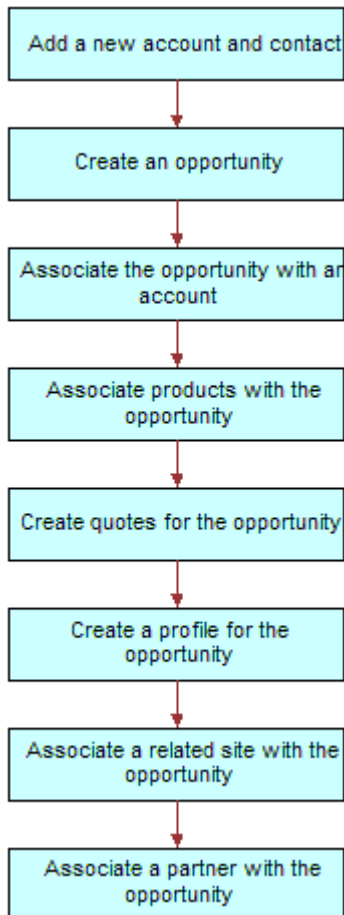 Add a new account and contact
Create an opportunity
Associate the opportunity with an
account
Associate products with the
opportunity
Create quotes for the opportunity
Create a profile for the
opportunity
Associate a related site with the
opportunity
Associate a partner with the
opportunity